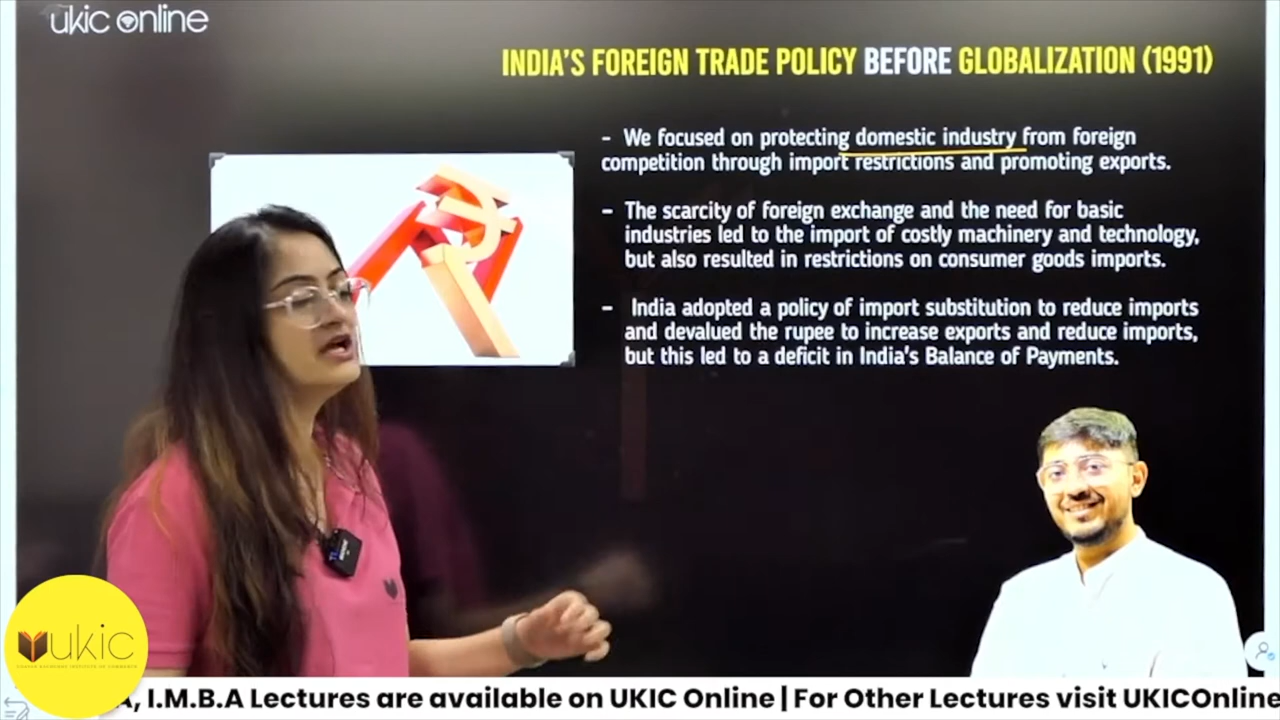 ukic online
INDIA'S FOREIGN TRADE POLICY BEFORE GLOBALIZATION (1991)
- We focused on protecting domestic industry from foreign
competition through import restrictions and promoting exports.
- The scarcity of foreign exchange and the need for basic
industries led to the import of costly machinery and technology,
but also resulted in restrictions on consumer goods imports.
- India adopted a policy of import substitution to reduce imports
and devalued the rupee to increase exports and reduce imports,
but this led to a deficit in India's Balance of Payments.
ukic
A, I.M.B.A Lectures are available on UKIC Online | For Other Lectures visit UKICOnline